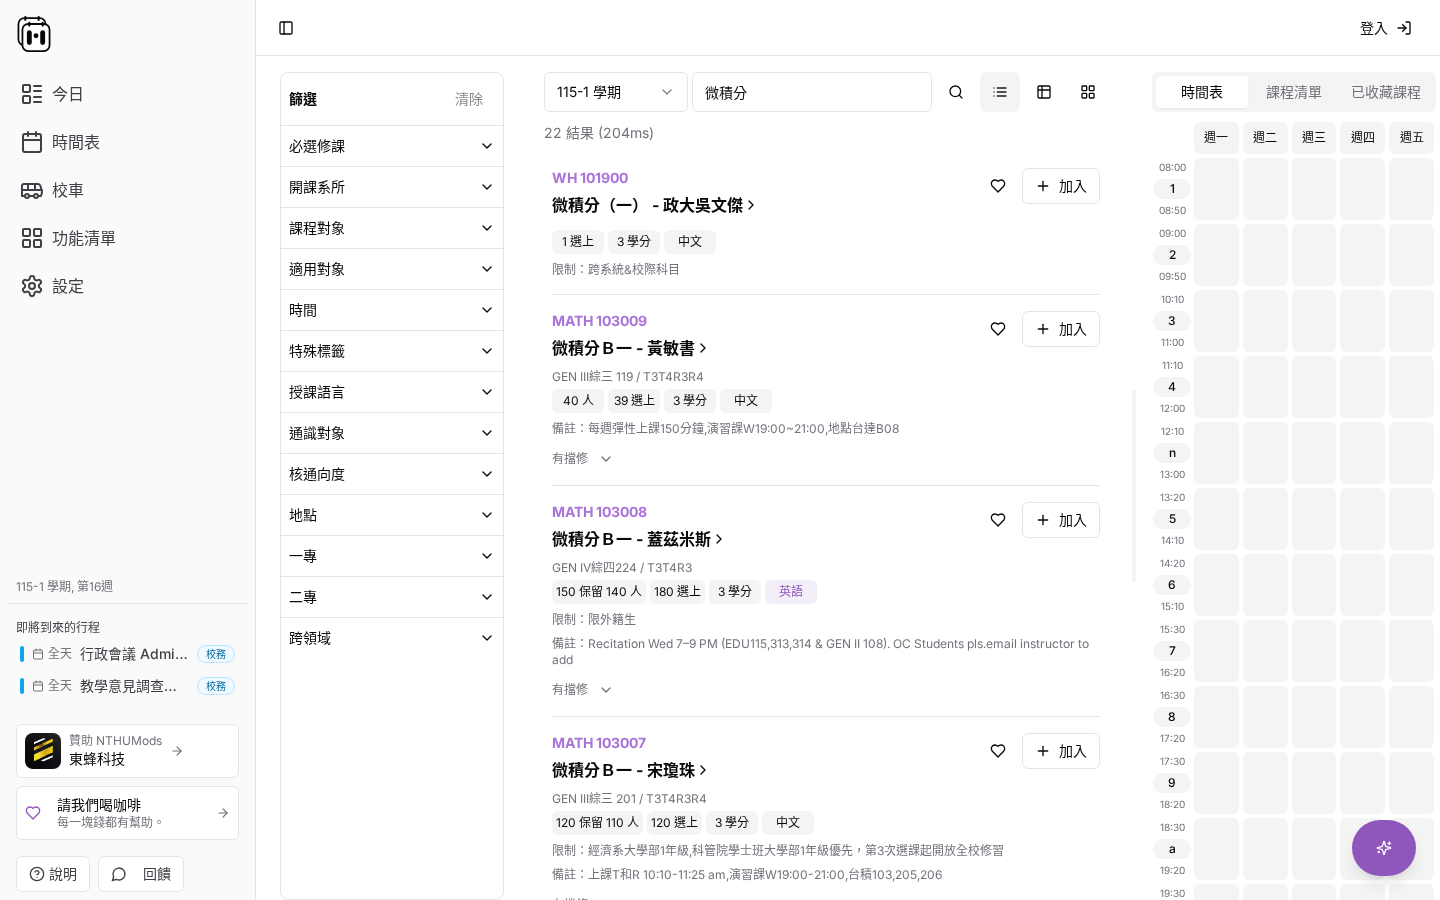 今日
時間表
校車
功能清單
設定
115-1 學期, 第16週
即將到來的行程
全天 行政會議 Admi... 校務
全天 教學意見調查... 校務
贊助 NTHUMods
東蜂科技
請我們喝咖啡
每一塊錢都有幫助。
說明 回饋
登入
篩選 清除
必選修課
開課系所
課程對象
適用對象
時間
特殊標籤
授課語言
通識對象
核通向度
地點
一專
二專
跨領域
115-1 學期 微積分
22 結果 (204ms)
WH 101900
微積分（一） - 政大吳文傑
加入
1 選上 3 學分 中文
限制：跨系統&校際科目
MATH 103009
微積分Ｂ一 - 黃敏書
加入
GEN III綜三 119 / T3T4R3R4
40 人 39 選上 3 學分 中文
備註：每週彈性上課150分鐘,演習課W19:00~21:00,地點台達B08
有擋修
MATH 103008
微積分Ｂ一 - 蓋茲米斯
加入
GEN IV綜四224 / T3T4R3
150 保留 140 人 180 選上 3 學分 英語
限制：限外籍生
備註：Recitation Wed 7–9 PM (EDU115,313,314 & GEN II 108). OC Students pls.email instructor to
add
有擋修
MATH 103007
微積分Ｂ一 - 宋瓊珠
加入
GEN III綜三 201 / T3T4R3R4
120 保留 110 人 120 選上 3 學分 中文
限制：經濟系大學部1年級,科管院學士班大學部1年級優先，第3次選課起開放全校修習
備註：上課T和R 10:10-11:25 am,演習課W19:00-21:00,台積103,205,206
時間表 課程清單 已收藏課程
週一 週二 週三 週四 週五
08:00
1
08:50
09:00
2
09:50
10:10
3
11:00
11:10
4
12:00
12:10
n
13:00
13:20
5
14:10
14:20
6
15:10
15:30
7
16:20
16:30
8
17:20
17:30
9
18:20
18:30
a
19:20
19:30